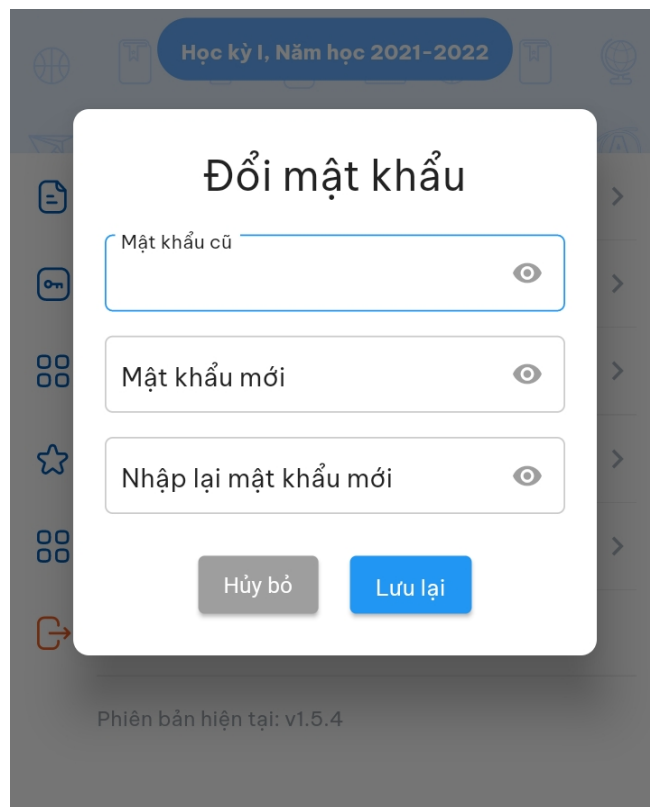 Học kỳ I, Năm học 2021-2022
Đổi mật khẩu
Mật khẩu cũ
Mật khẩu mới
Nhập lại mật khẩu mới
Hủy bỏ
Lưu lại
Phiên bản hiện tại: v1.5.4